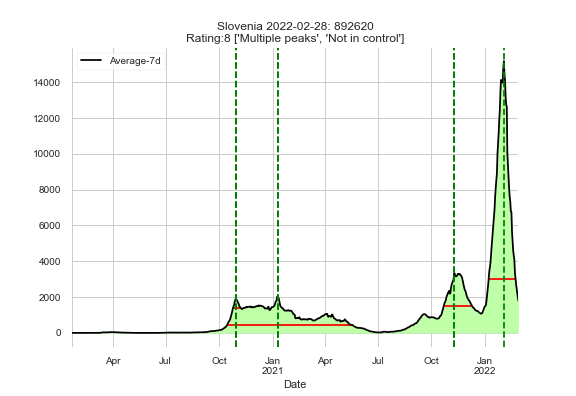 Slovenia 2022-02-28: 892620
Rating:8 ['Multiple peaks', 'Not in control']
Average-7d
14000
12000
10000
8000
6000
4000
2000
0
Apr Jul Oct Jan Apr Jul Oct Jan
2021 2022
Date